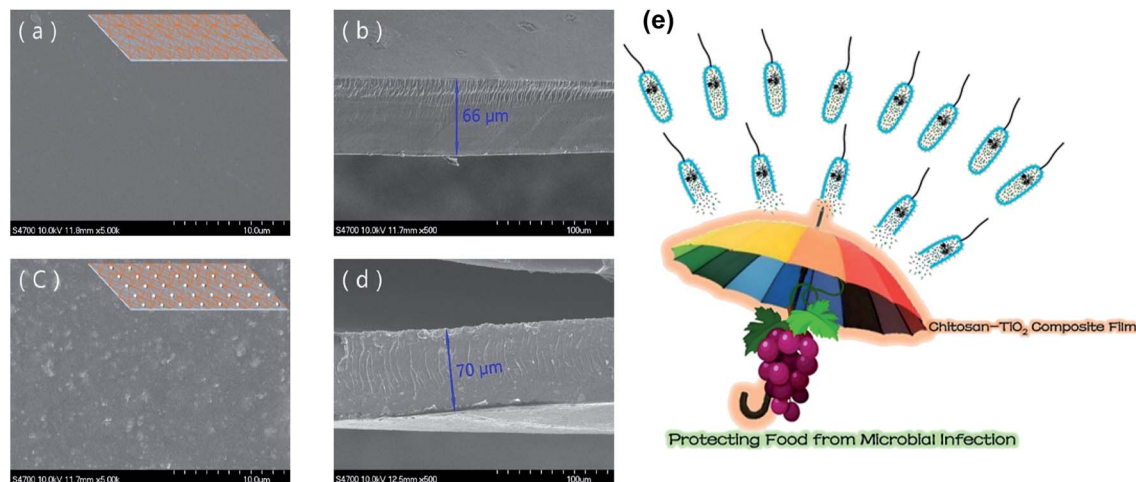 (a)
S4700 10.0kV 11.8mm x5.00k
10.0um
(b)
66 μm
S4700 10.0kV 11.7mm x500
100um
(C)
S4700 10.0kV 11.7mm x5.00k
10.0um
(d)
70 μm
S4700 10.0kV 12.5mm x500
100um
(e)
Chitosan-TiO₂ Composite Film
Protecting Food from Microbial Infection